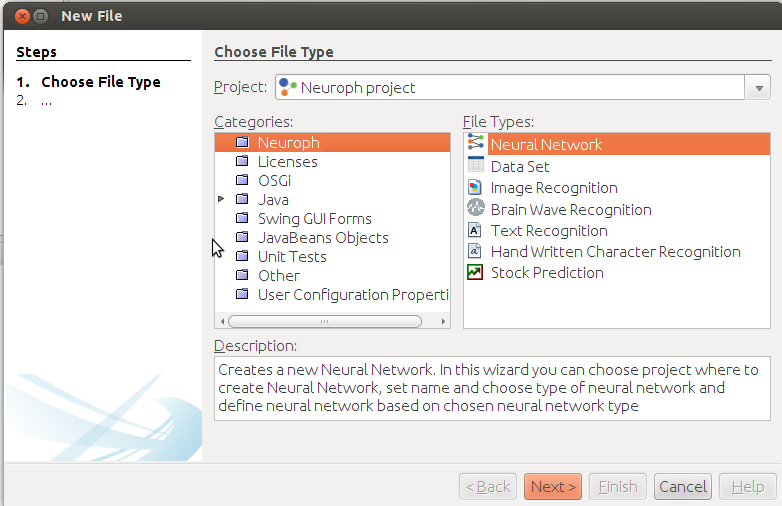 New File
Steps
1. Choose File Type
2. ...
Choose File Type
Project: Neuroph project
Categories:
Neuroph
Licenses
OSGi
Java
Swing GUI Forms
JavaBeans Objects
Unit Tests
Other
User Configuration Properti
File Types:
Neural Network
Data Set
Image Recognition
Brain Wave Recognition
Text Recognition
Hand Written Character Recognition
Stock Prediction
Description:
Creates a new Neural Network. In this wizard you can choose project where to
create Neural Network, set name and choose type of neural network and
define neural network based on chosen neural network type
< Back Next > Finish Cancel Help